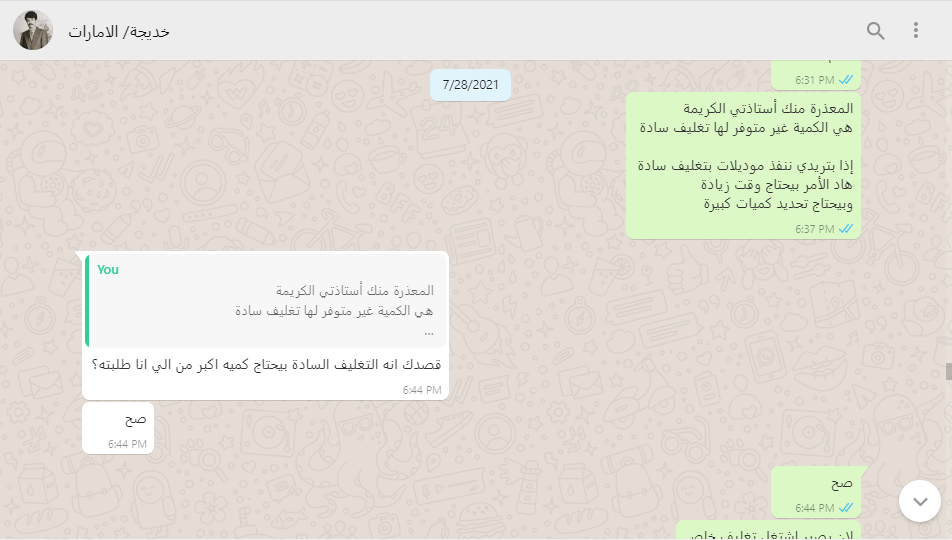 خديجة/ الامارات
6:31 PM
7/28/2021
المعذرة منك أستاذتي الكريمة
هي الكمية غير متوفر لها تغليف سادة
إذا بتريدي ننفذ موديلات بتغليف سادة
هاد الأمر بيحتاج وقت زيادة
وبيحتاج تحديد كميات كبيرة
6:37 PM
You
المعذرة منك أستاذتي الكريمة
هي الكمية غير متوفر لها تغليف سادة
...
قصدك انه التغليف السادة بيحتاج كميه اكبر من الي انا طلبته؟
6:44 PM
صح
6:44 PM
صح
6:44 PM
لان يصير اشتغل تغليف خاص